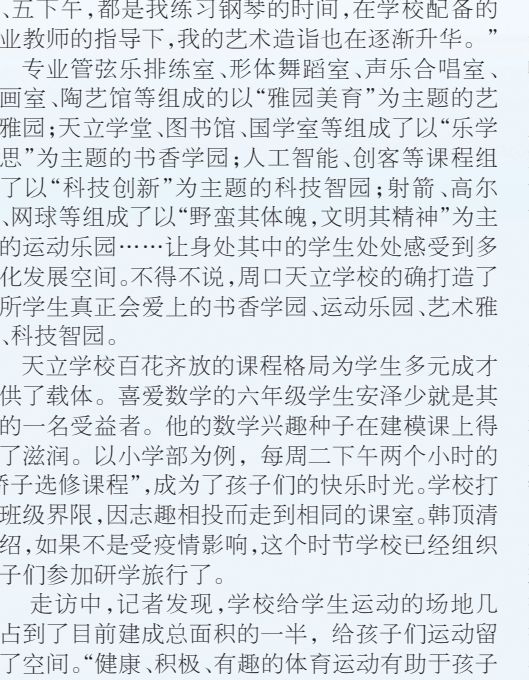 、五下午,都是我练习钢琴的时间,在学校配备的
业教师的指导下,我的艺术造诣也在逐渐升华。”
专业管弦乐排练室、形体舞蹈室、声乐合唱室、
画室、陶艺馆等组成的以“雅园美育”为主题的艺
雅园;天立学堂、图书馆、国学室等组成了以“乐学
思”为主题的书香学园;人工智能、创客等课程组
了以“科技创新”为主题的科技智园;射箭、高尔
、网球等组成了以“野蛮其体魄,文明其精神”为主
的运动乐园……让身处其中的学生处处感受到多
化发展空间。不得不说,周口天立学校的确打造了
所学生真正会爱上的书香学园、运动乐园、艺术雅
、科技智园。
天立学校百花齐放的课程格局为学生多元成才
供了载体。喜爱数学的六年级学生安泽少就是其
的一名受益者。他的数学兴趣种子在建模课上得
了滋润。以小学部为例,每周二下午两个小时的
骄子选修课程”,成为了孩子们的快乐时光。学校打
班级界限,因志趣相投而走到相同的课室。韩顶清
绍,如果不是受疫情影响,这个时节学校已经组织
子们参加研学旅行了。
走访中,记者发现,学校给学生运动的场地几
占到了目前建成总面积的一半,给孩子们运动留
了空间。“健康、积极、有趣的体育运动有助于孩子